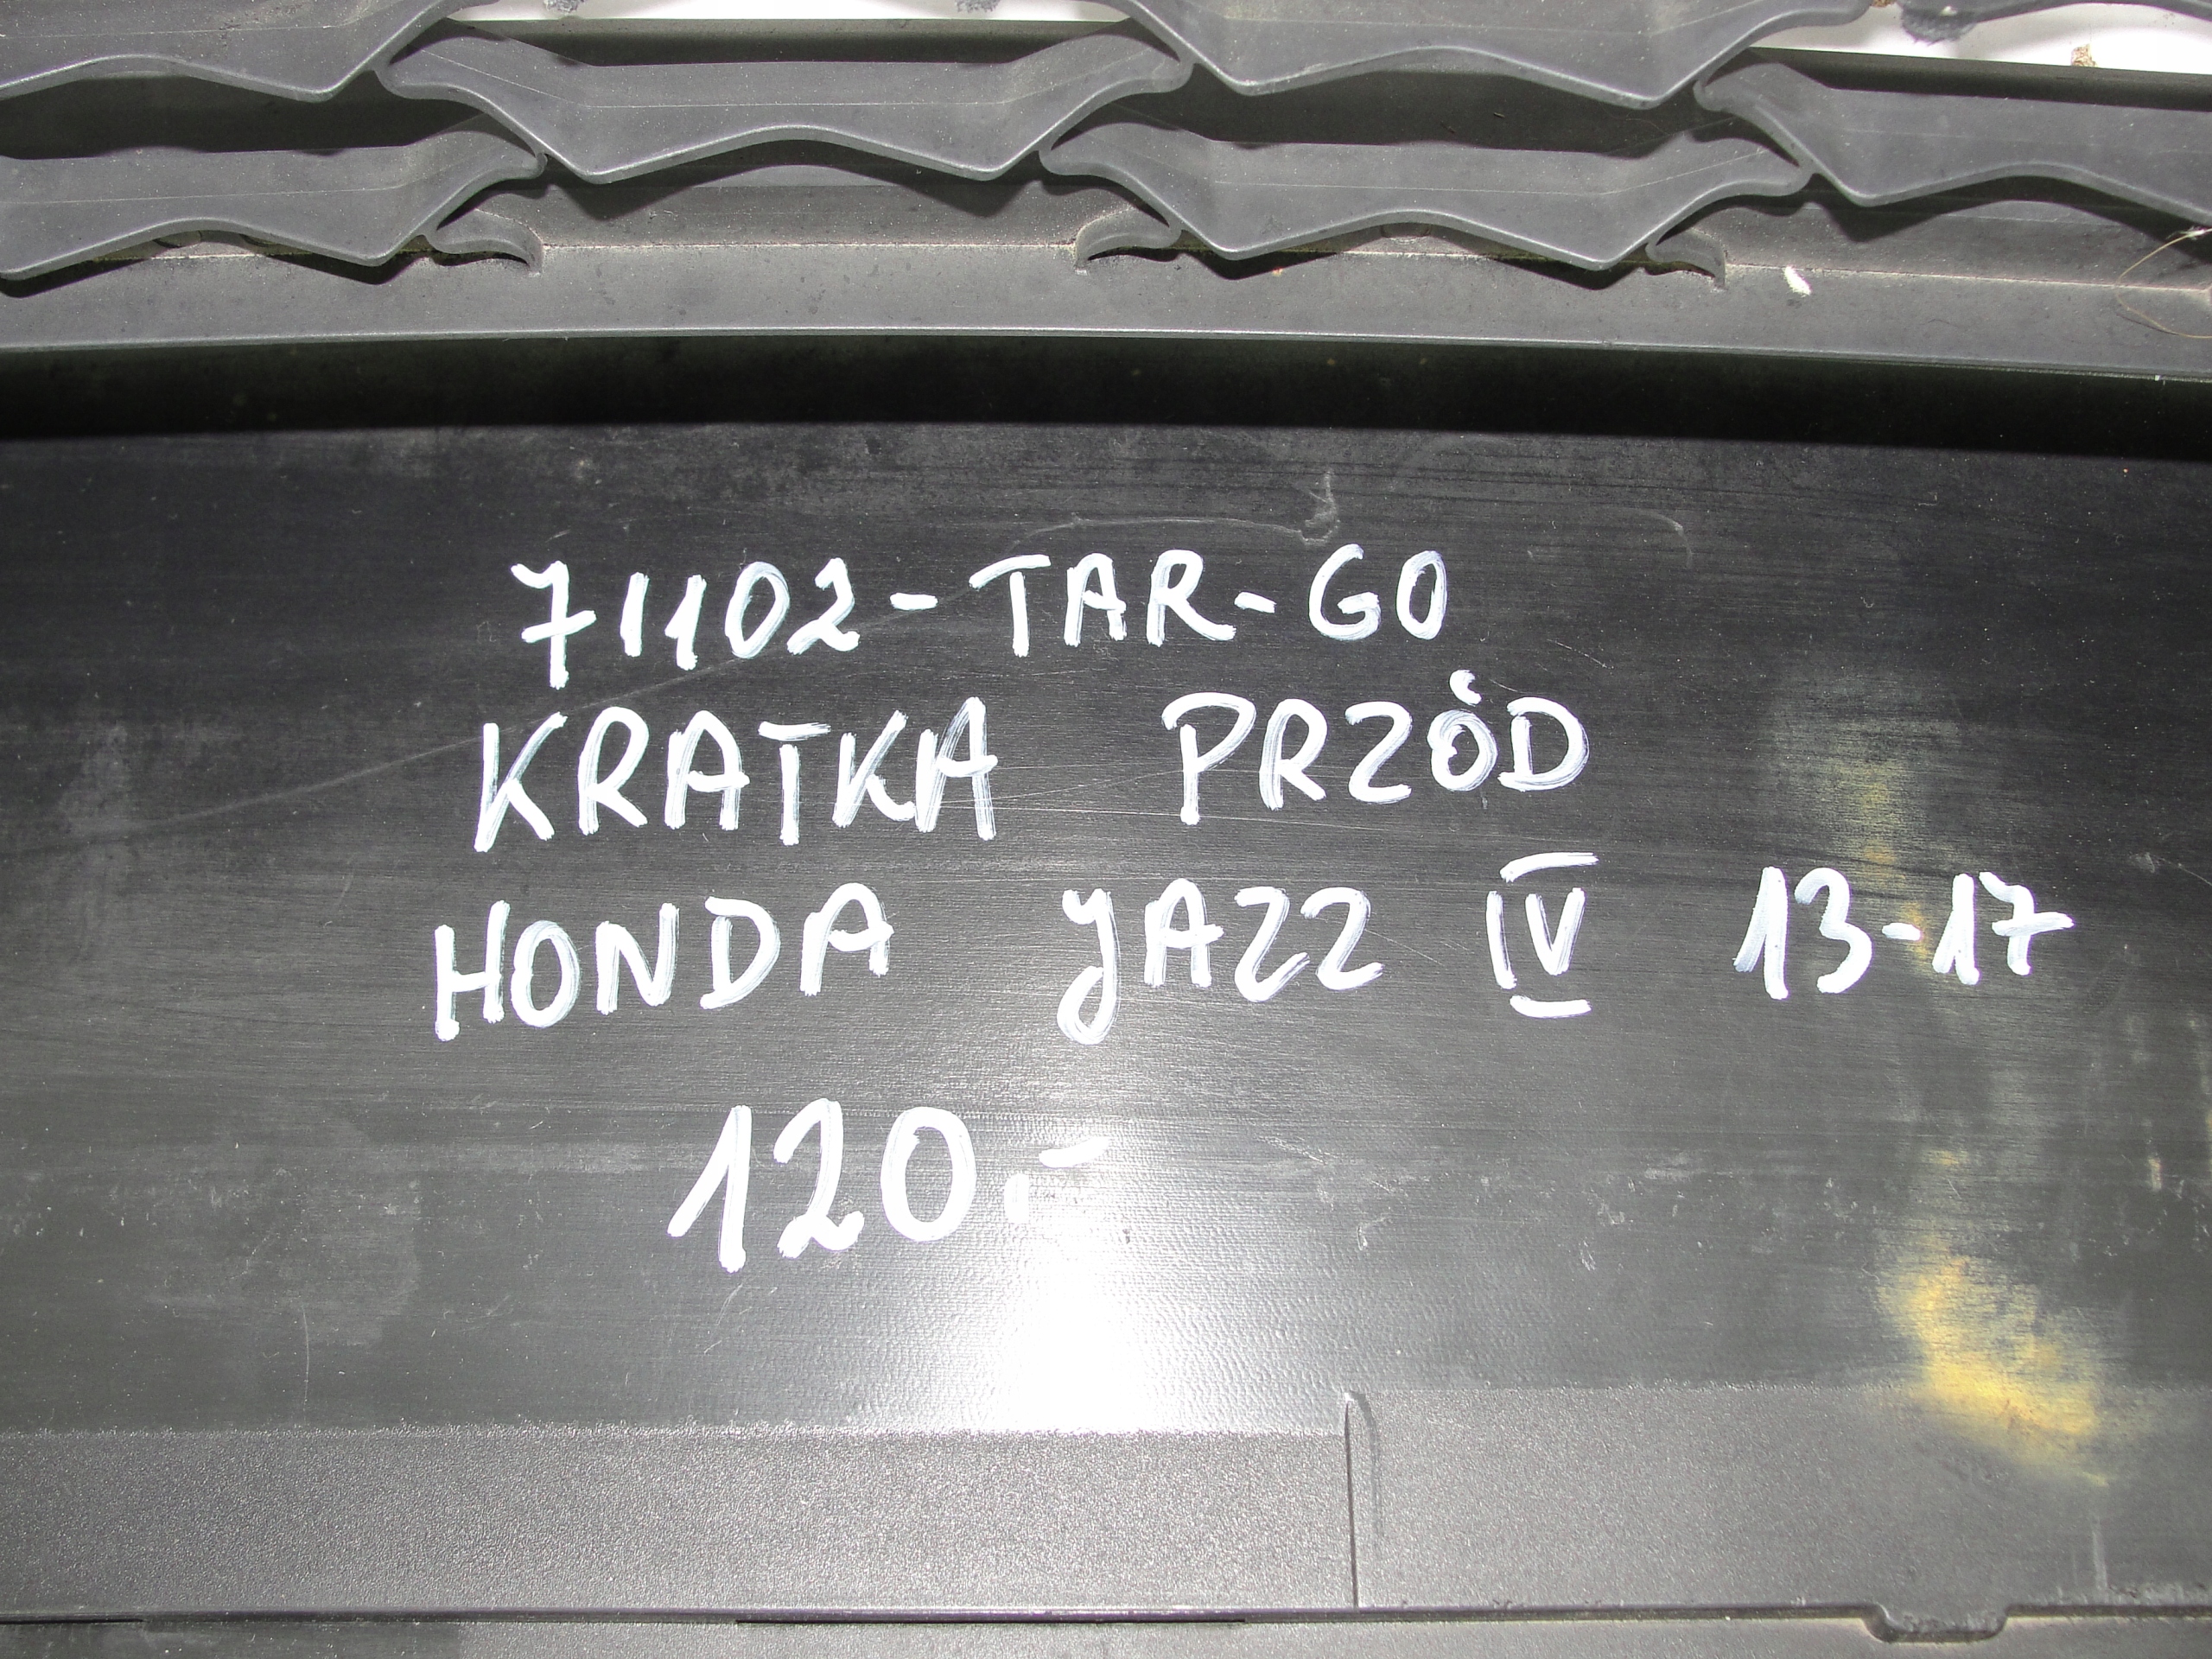 71102-TAR-G0
KRATKA PRZÓD
HONDA JAZZ IV 13-17
120,-